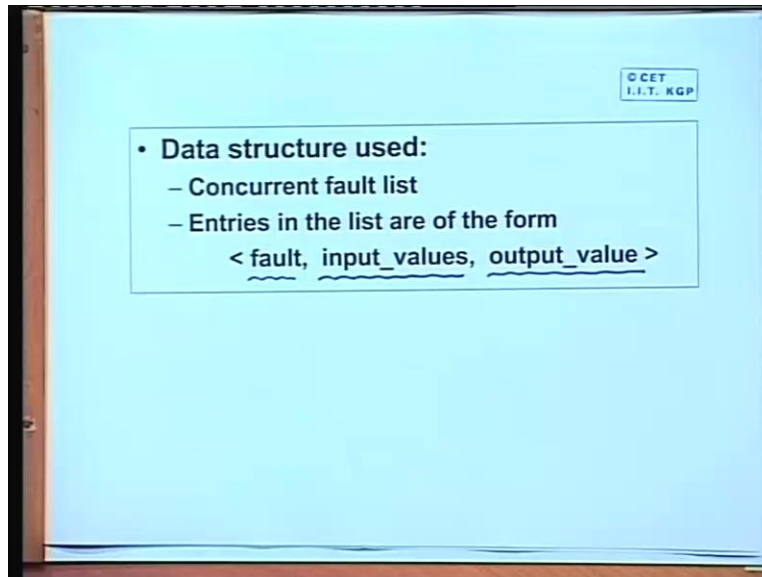 © CET
I.I.T. KGP
• Data structure used:
– Concurrent fault list
– Entries in the list are of the form
< fault, input_values, output_value >